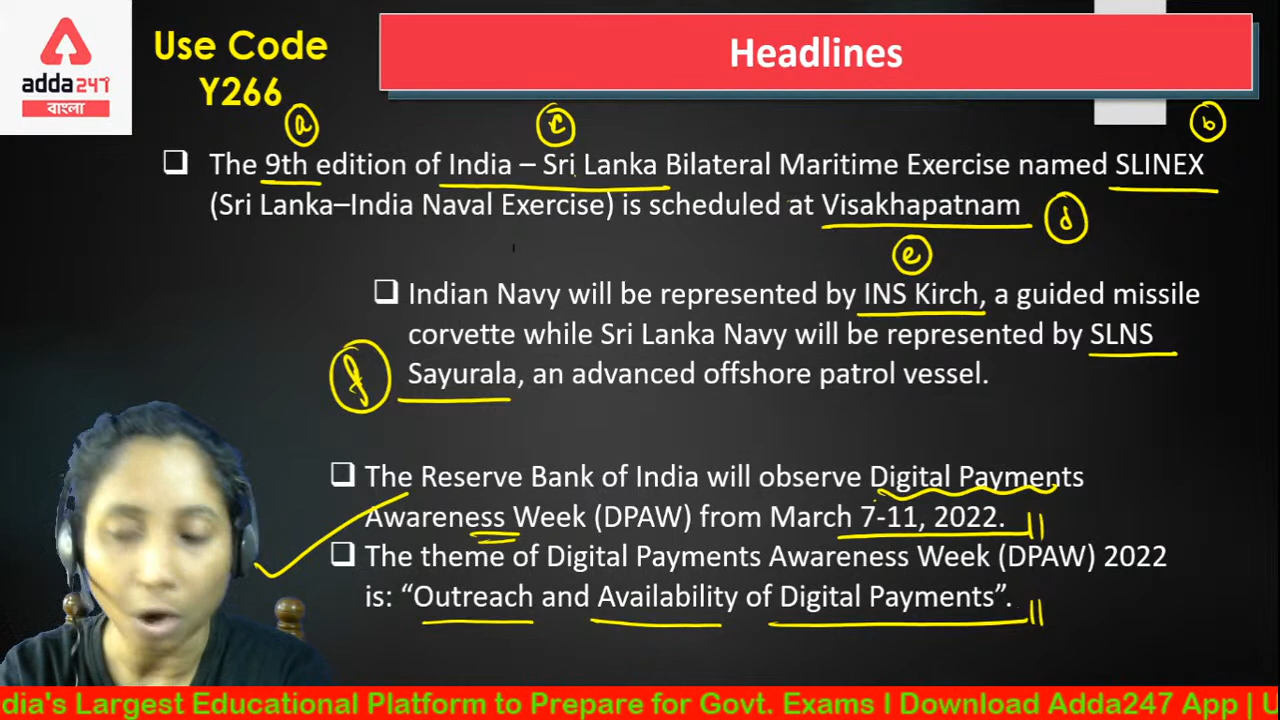 adda247
বাংলা
Use Code
Y266
Headlines
a
c
b
The 9th edition of India – Sri Lanka Bilateral Maritime Exercise named SLINEX
(Sri Lanka–India Naval Exercise) is scheduled at Visakhapatnam
d
e
Indian Navy will be represented by INS Kirch, a guided missile
corvette while Sri Lanka Navy will be represented by SLNS
f
Sayurala, an advanced offshore patrol vessel.
The Reserve Bank of India will observe Digital Payments
Awareness Week (DPAW) from March 7-11, 2022.
The theme of Digital Payments Awareness Week (DPAW) 2022
is: “Outreach and Availability of Digital Payments”.
dia's Largest Educational Platform to Prepare for Govt. Exams I Download Adda247 App | U